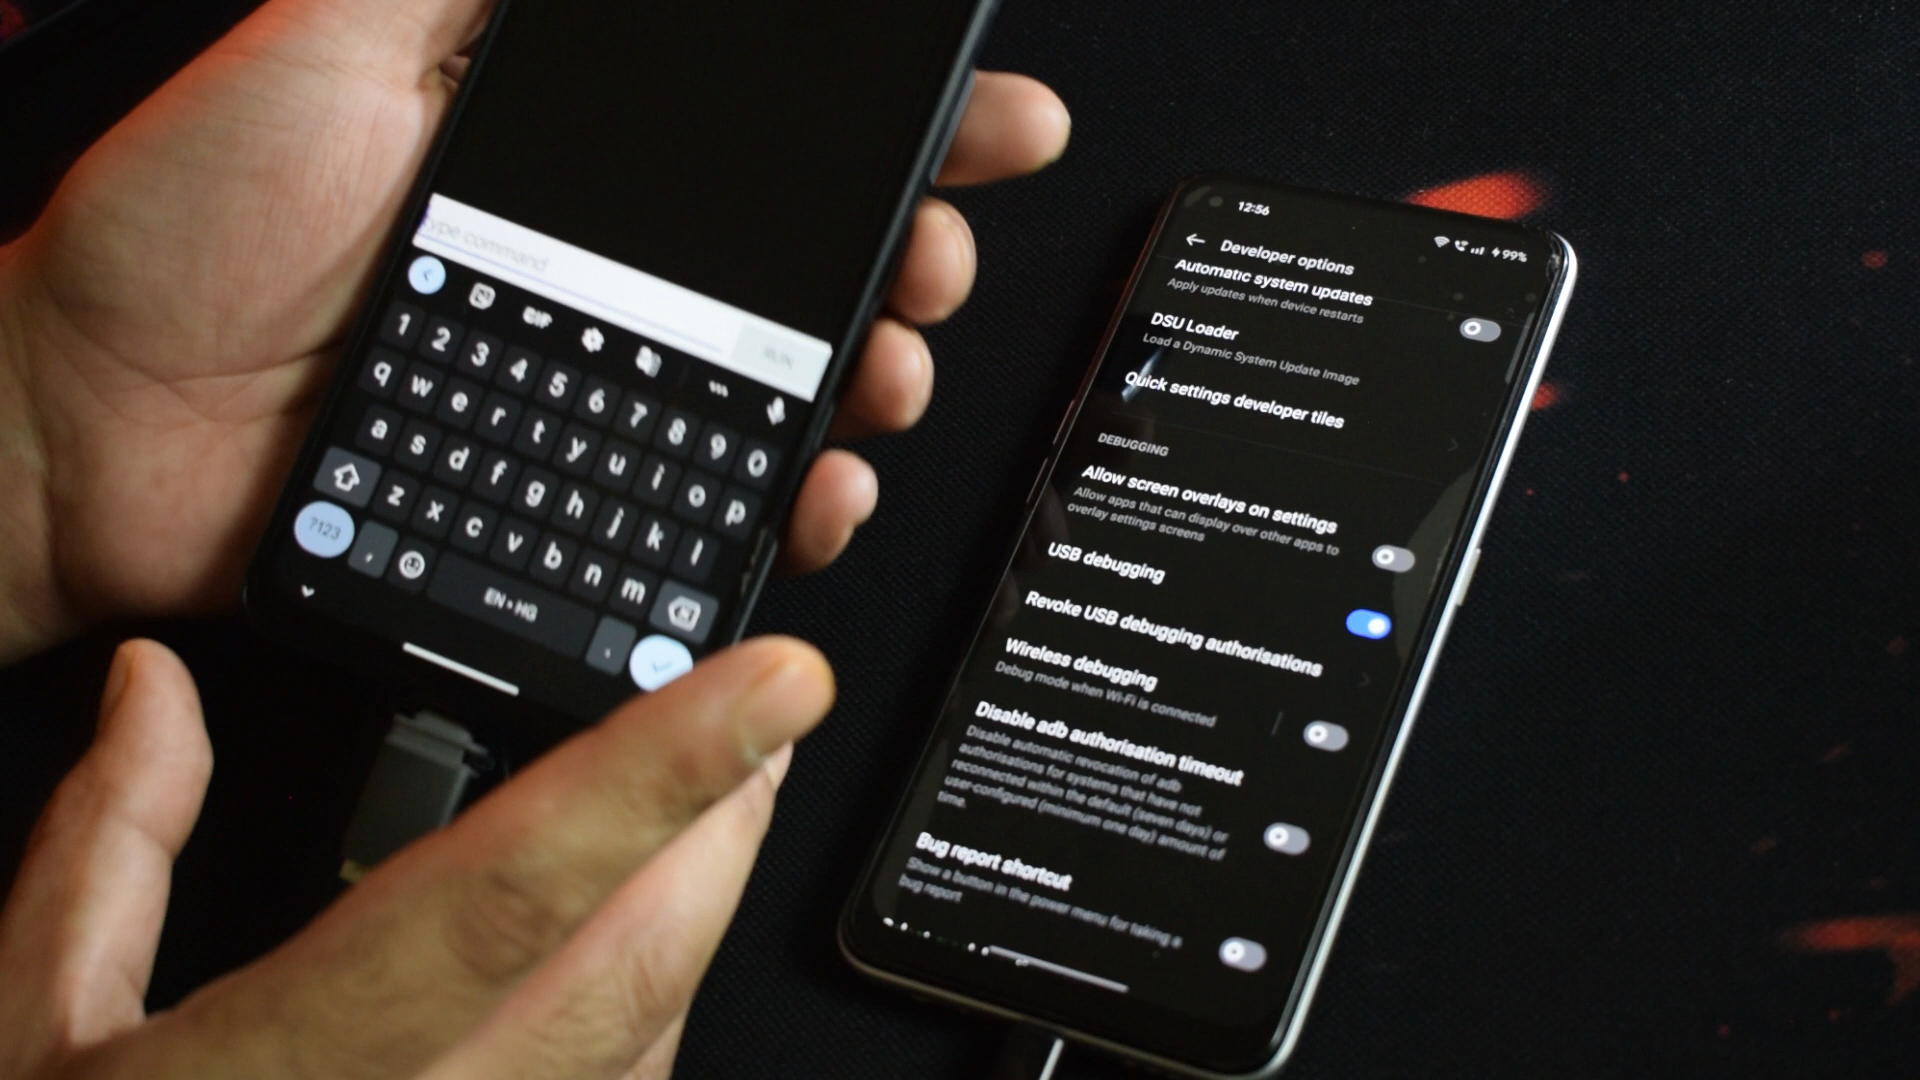 type command
RUN
GIF
1 2 3 4 5 6 7 8 9 0
q w e r t y u i o p
a s d f g h j k l
z x c v b n m
?123 , EN • HG .
12:56
99%
Developer options
Automatic system updates
Apply updates when device restarts
DSU Loader
Load a Dynamic System Update Image
Quick settings developer tiles
DEBUGGING
Allow screen overlays on settings
Allow apps that can display over other apps to
overlay settings screens
USB debugging
Revoke USB debugging authorisations
Wireless debugging
Debug mode when Wi-Fi is connected
Disable adb authorisation timeout
Disable automatic revocation of adb
authorisations for systems that have not
reconnected within the default (seven days) or
user-configured (minimum one day) amount of
time.
Bug report shortcut
Show a button in the power menu for taking a
bug report